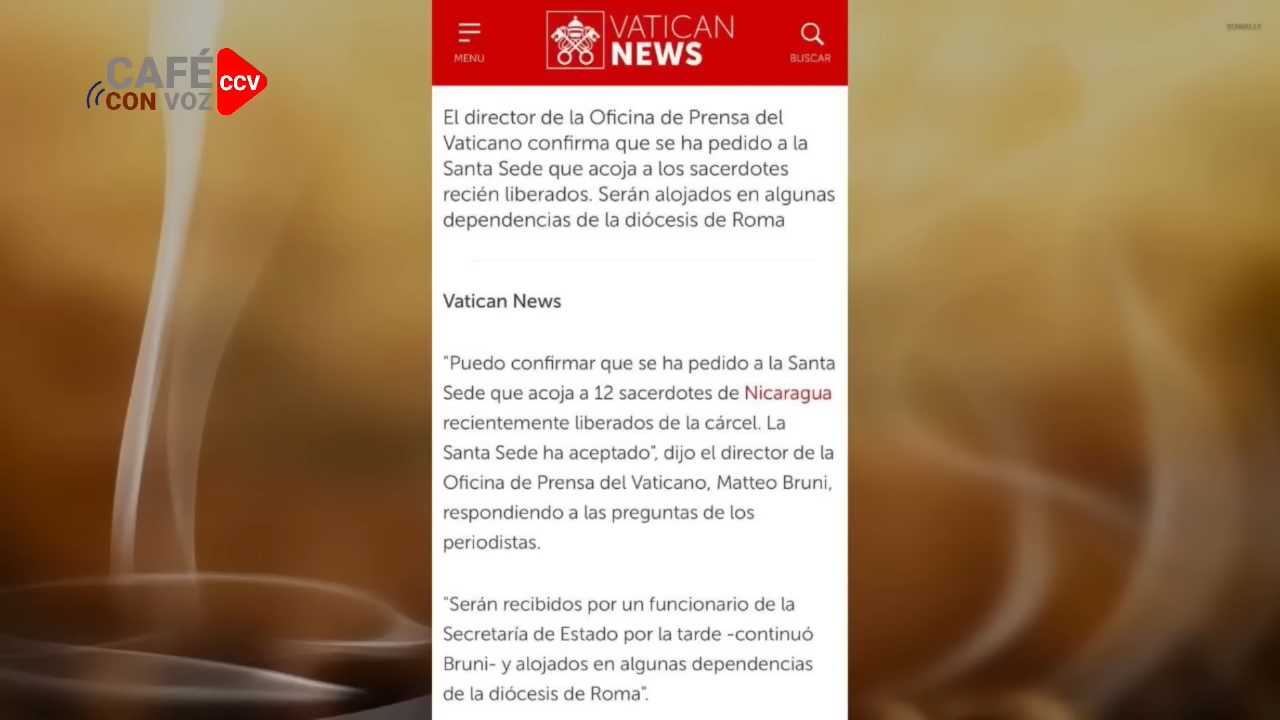 CAFÉ
CON VOZ
CCV
MENU
VATICAN
NEWS
BUSCAR
El director de la Oficina de Prensa del
Vaticano confirma que se ha pedido a la
Santa Sede que acoja a los sacerdotes
recién liberados. Serán alojados en algunas
dependencias de la diócesis de Roma
Vatican News
"Puedo confirmar que se ha pedido a la Santa
Sede que acoja a 12 sacerdotes de Nicaragua
recientemente liberados de la cárcel. La
Santa Sede ha aceptado", dijo el director de la
Oficina de Prensa del Vaticano, Matteo Bruni,
respondiendo a las preguntas de los
periodistas.
"Serán recibidos por un funcionario de la
Secretaría de Estado por la tarde -continuó
Bruni- y alojados en algunas dependencias
de la diócesis de Roma".